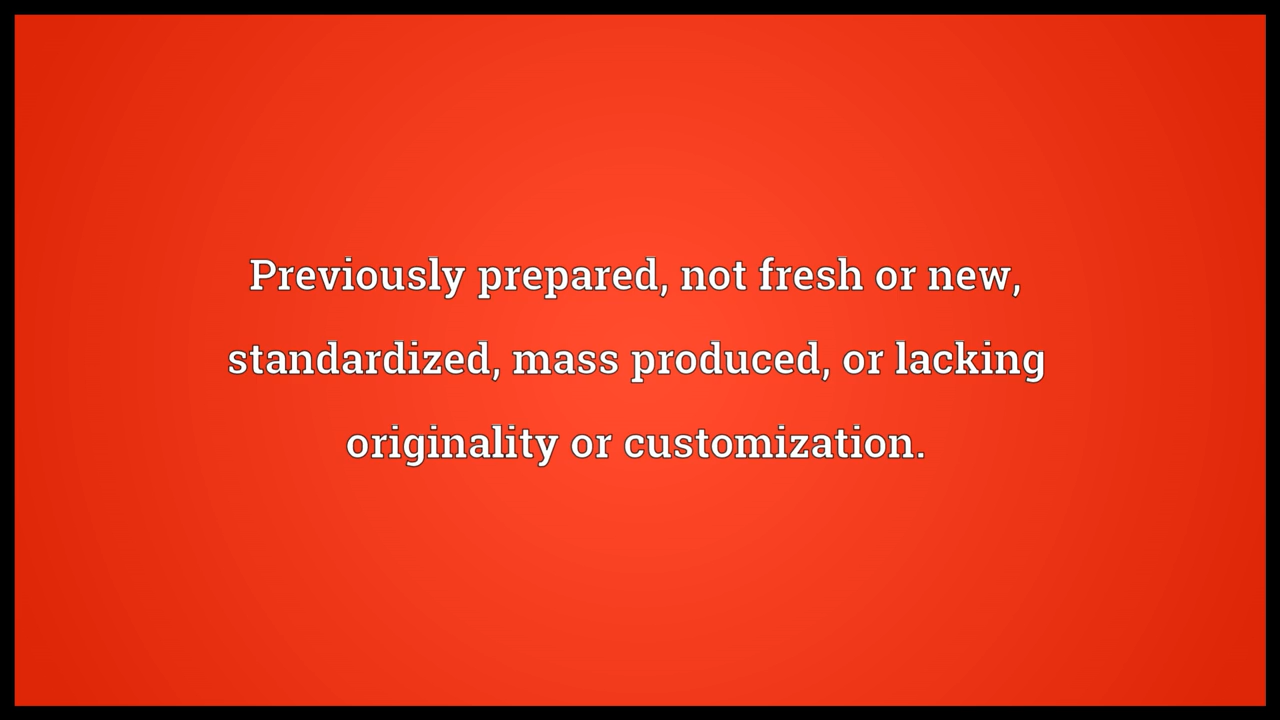 Previously prepared, not fresh or new,
standardized, mass produced, or lacking
originality or customization.